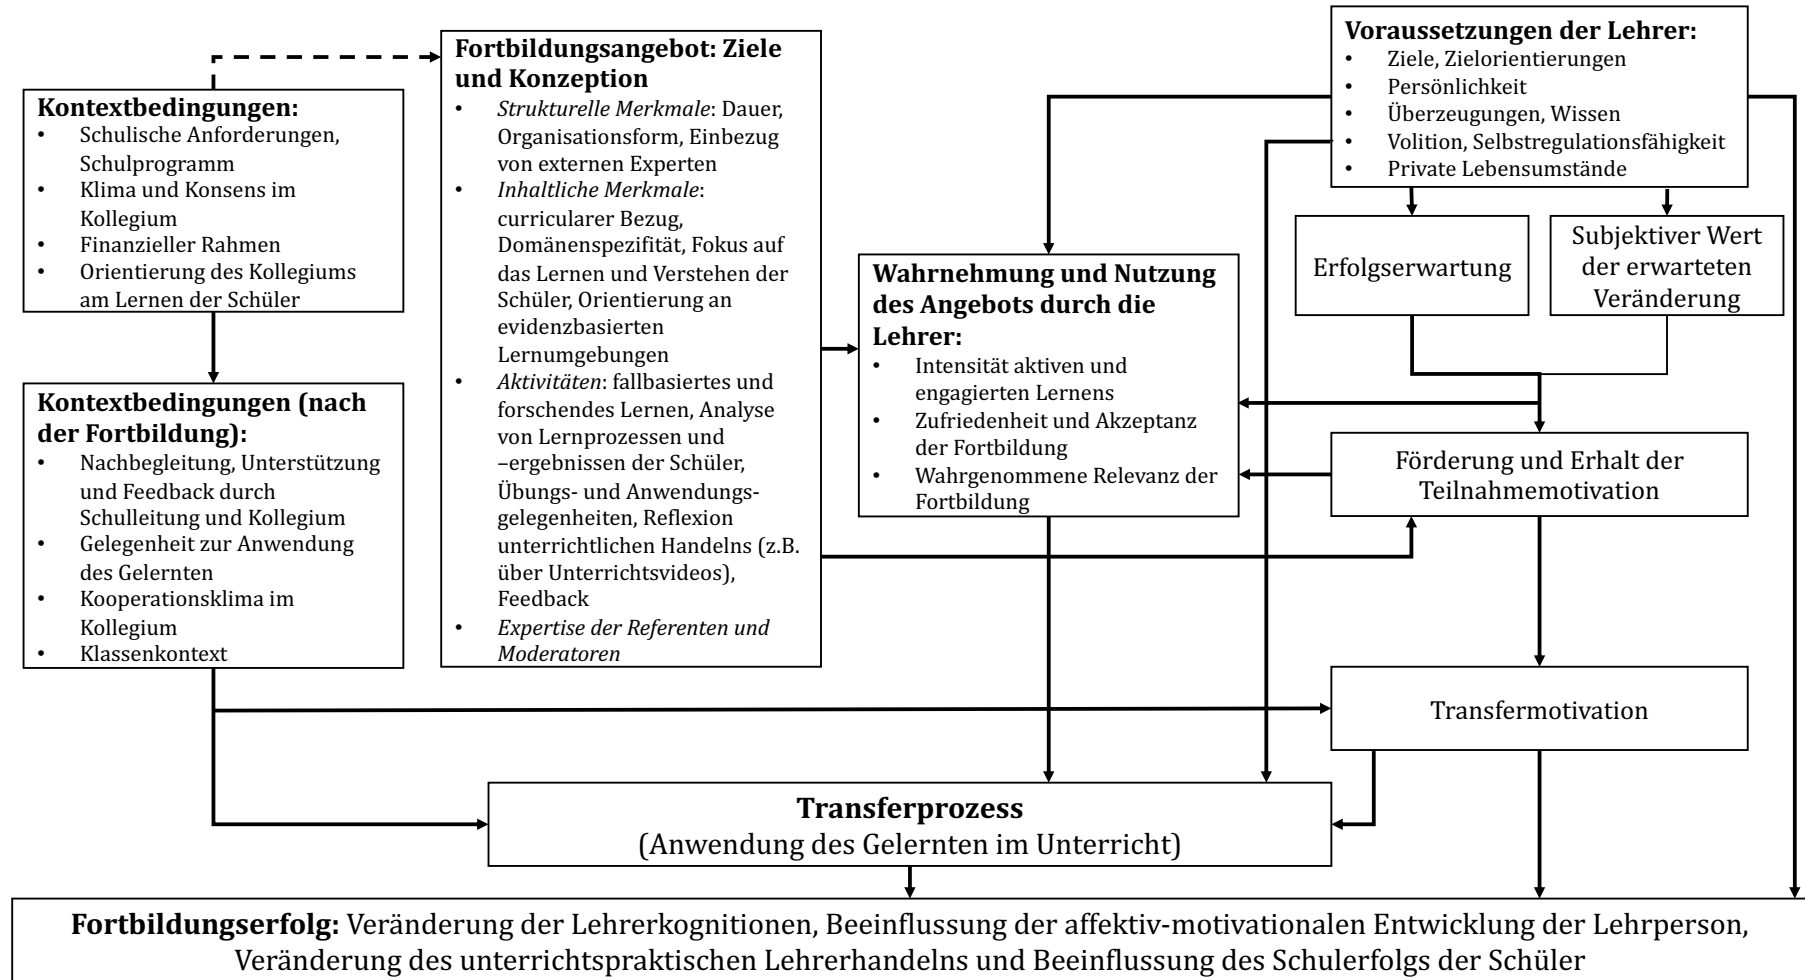 Kontextbedingungen:
• Schulische Anforderungen,
Schulprogramm
• Klima und Konsens im
Kollegium
• Finanzieller Rahmen
• Orientierung des Kollegiums
am Lernen der Schüler
Kontextbedingungen (nach
der Fortbildung):
• Nachbegleitung, Unterstützung
und Feedback durch
Schulleitung und Kollegium
• Gelegenheit zur Anwendung
des Gelernten
• Kooperationsklima im
Kollegium
• Klassenkontext
Fortbildungsangebot: Ziele
und Konzeption
• Strukturelle Merkmale: Dauer,
Organisationsform, Einbezug
von externen Experten
• Inhaltliche Merkmale:
curricularer Bezug,
Domänenspezifität, Fokus auf
das Lernen und Verstehen der
Schüler, Orientierung an
evidenzbasierten
Lernumgebungen
• Aktivitäten: fallbasiertes und
forschendes Lernen, Analyse
von Lernprozessen und
–ergebnissen der Schüler,
Übungs- und Anwendungs-
gelegenheiten, Reflexion
unterrichtlichen Handelns (z.B.
über Unterrichtsvideos),
Feedback
• Expertise der Referenten und
Moderatoren
Wahrnehmung und Nutzung
des Angebots durch die
Lehrer:
• Intensität aktiven und
engagierten Lernens
• Zufriedenheit und Akzeptanz
der Fortbildung
• Wahrgenommene Relevanz der
Fortbildung
Voraussetzungen der Lehrer:
• Ziele, Zielorientierungen
• Persönlichkeit
• Überzeugungen, Wissen
• Volition, Selbstregulationsfähigkeit
• Private Lebensumstände
Erfolgserwartung
Subjektiver Wert
der erwarteten
Veränderung
Förderung und Erhalt der
Teilnahmemotivation
Transfermotivation
Transferprozess
(Anwendung des Gelernten im Unterricht)
Fortbildungserfolg: Veränderung der Lehrerkognitionen, Beeinflussung der affektiv-motivationalen Entwicklung der Lehrperson,
Veränderung des unterrichtspraktischen Lehrerhandelns und Beeinflussung des Schulerfolgs der Schüler